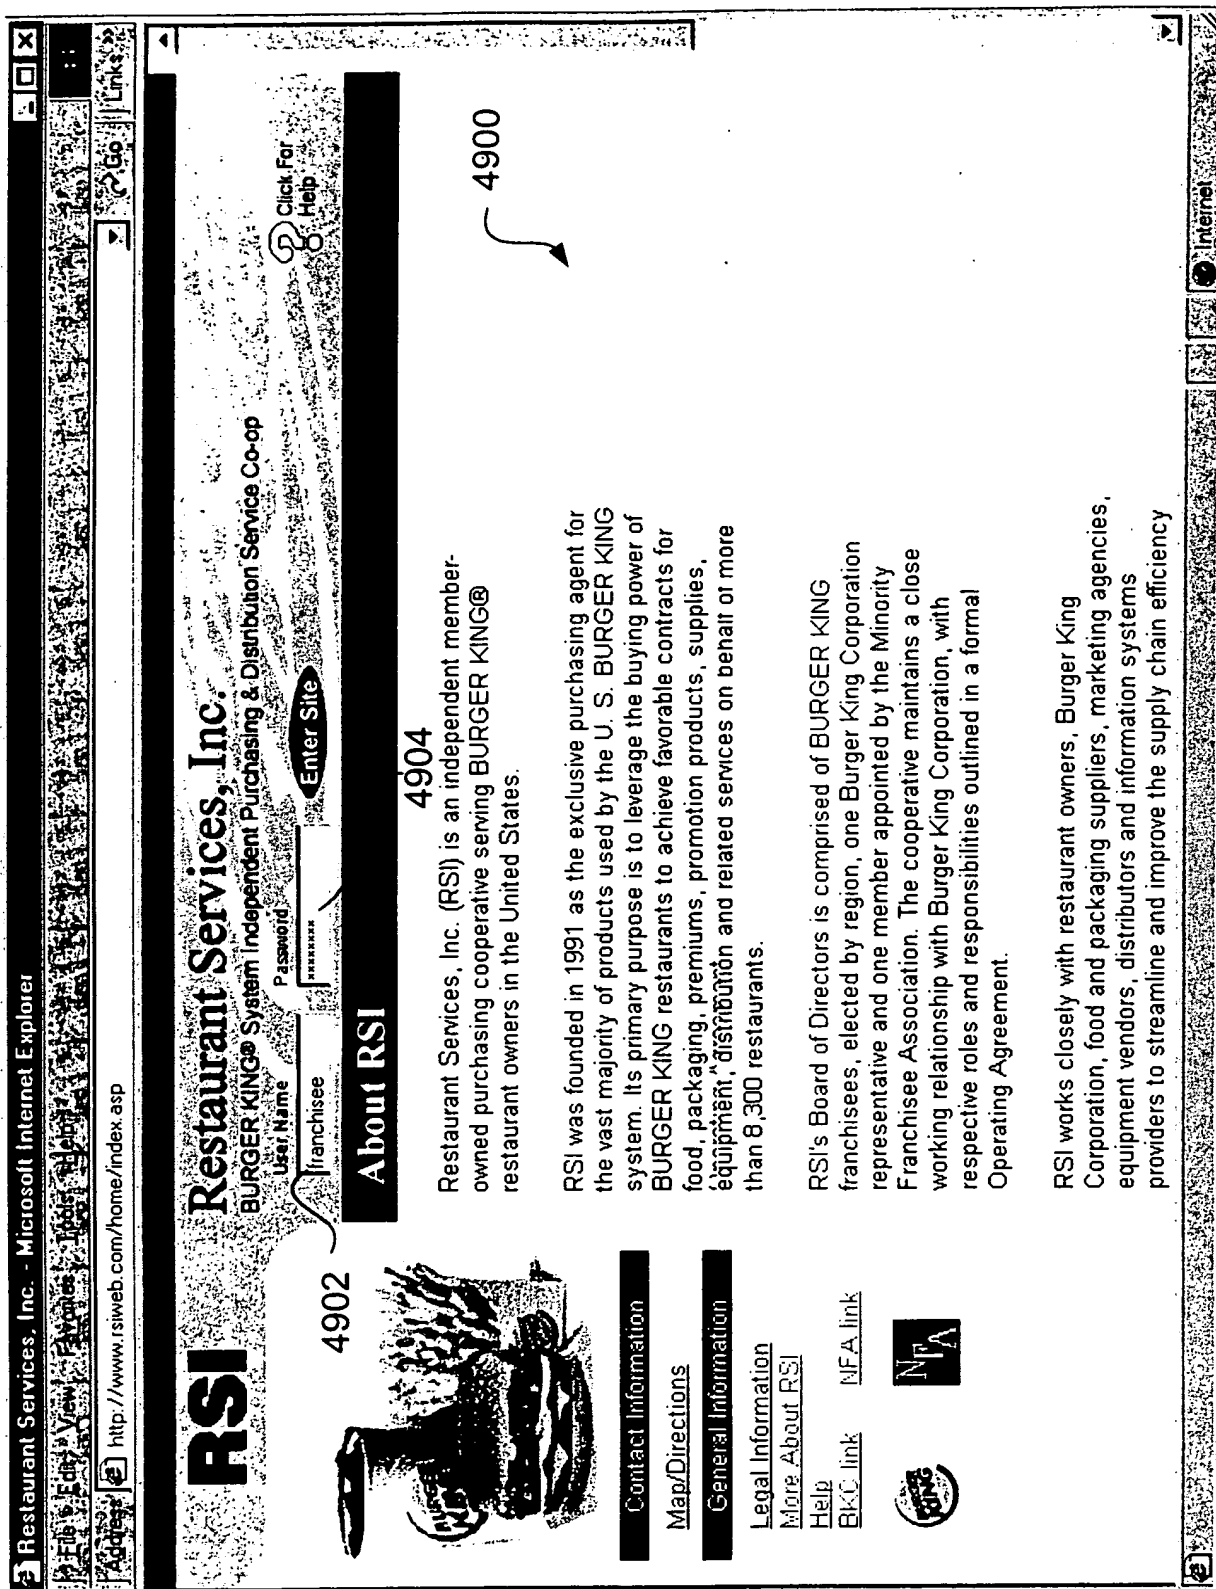 Restaurant Services, Inc. - Microsoft Internet Explorer
File Edit View Favorites Tools Help
Address http://www.rsiweb.com/home/index.asp Go Links »
RSI
Restaurant Services, Inc.
BURGER KING® System Independent Purchasing & Distribution Service Co-op
User Name Password
franchisee ******** Enter Site Click For
Help
4902
4904
4900
About RSI
Restaurant Services, Inc. (RSI) is an independent member-
owned purchasing cooperative serving BURGER KING®
restaurant owners in the United States.
RSI was founded in 1991 as the exclusive purchasing agent for
the vast majority of products used by the U. S. BURGER KING
system. Its primary purpose is to leverage the buying power of
BURGER KING restaurants to achieve favorable contracts for
food, packaging, premiums, promotion products, supplies,
equipment, distribution and related services on behalf of more
than 8,300 restaurants.
RSI's Board of Directors is comprised of BURGER KING
franchisees, elected by region, one Burger King Corporation
representative and one member appointed by the Minority
Franchisee Association. The cooperative maintains a close
working relationship with Burger King Corporation, with
respective roles and responsibilities outlined in a formal
Operating Agreement.
RSI works closely with restaurant owners, Burger King
Corporation, food and packaging suppliers, marketing agencies,
equipment vendors, distributors and information systems
providers to streamline and improve the supply chain efficiency
Contact Information
Map/Directions
General Information
Legal Information
More About RSI
Help
BKC link NFA link
BURGER
KING
NFA
Internet